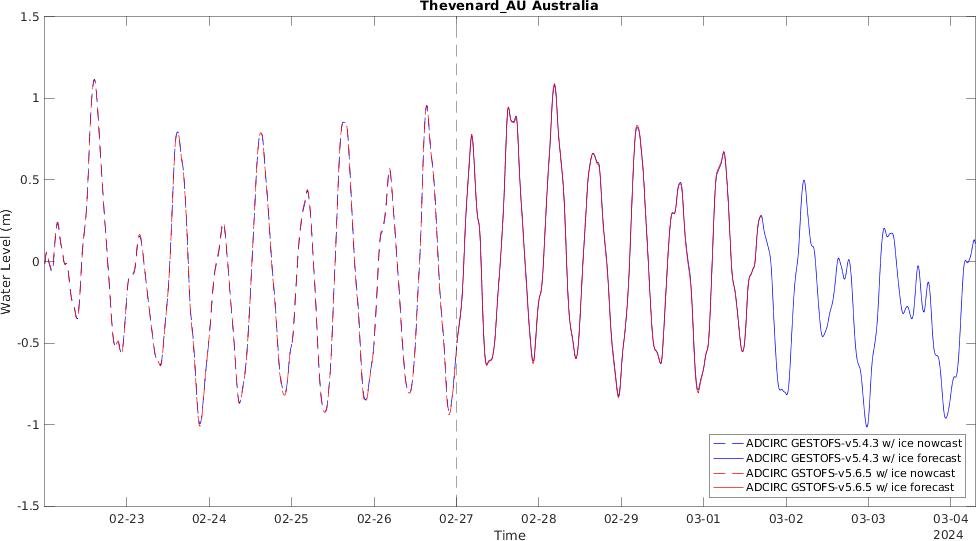 Thevenard_AU Australia
1.5
1
0.5
0
-0.5
-1
-1.5
Water Level (m)
02-23 02-24 02-25 02-26 02-27 02-28 02-29 03-01 03-02 03-03 03-04
Time
2024
ADCIRC GESTOFS-v5.4.3 w/ ice nowcast
ADCIRC GESTOFS-v5.4.3 w/ ice forecast
ADCIRC GSTOFS-v5.6.5 w/ ice nowcast
ADCIRC GSTOFS-v5.6.5 w/ ice forecast